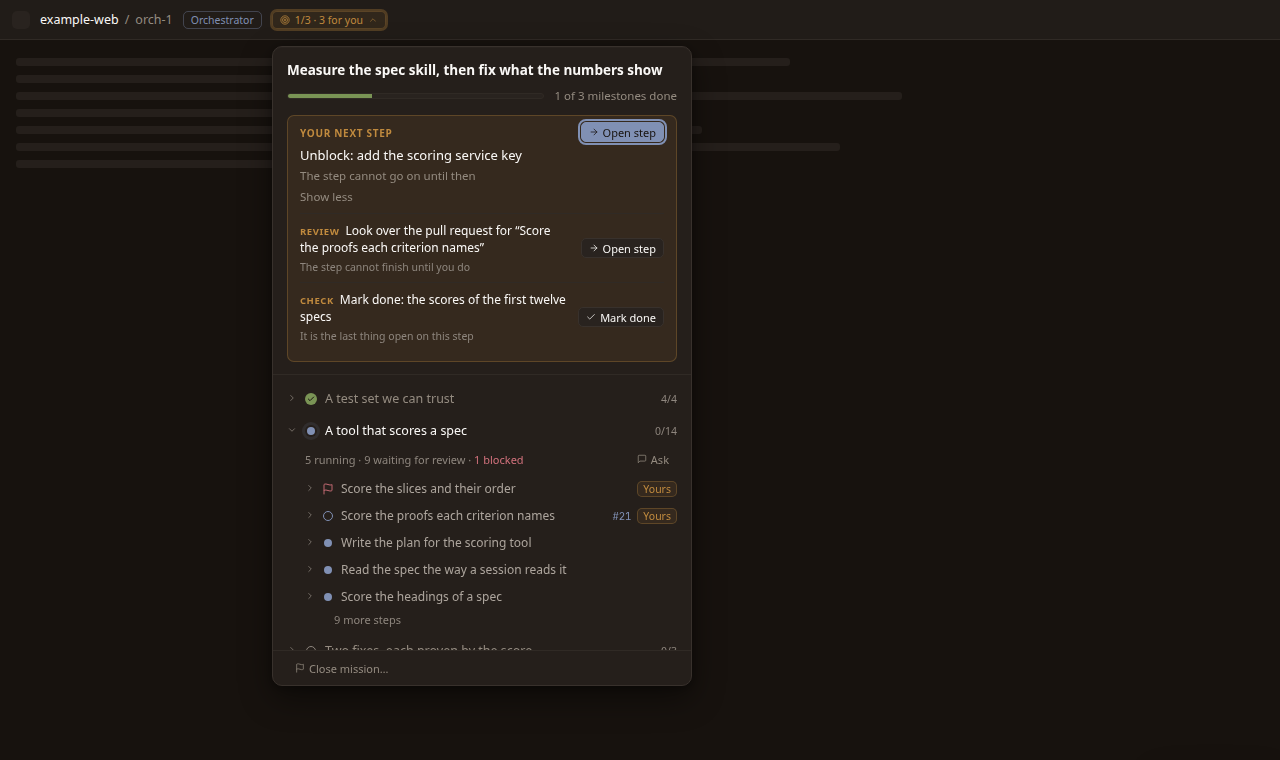 example-web / orch-1 Orchestrator 1/3 · 3 for you
Measure the spec skill, then fix what the numbers show
1 of 3 milestones done
YOUR NEXT STEP Open step
Unblock: add the scoring service key
The step cannot go on until then
Show less
REVIEW Look over the pull request for “Score
the proofs each criterion names”
Open step
The step cannot finish until you do
CHECK Mark done: the scores of the first twelve
specs
Mark done
It is the last thing open on this step
A test set we can trust 4/4
A tool that scores a spec 0/14
5 running · 9 waiting for review · 1 blocked Ask
Score the slices and their order Yours
Score the proofs each criterion names #21 Yours
Write the plan for the scoring tool
Read the spec the way a session reads it
Score the headings of a spec
9 more steps
Two fixes, each proven by the score
Close mission...